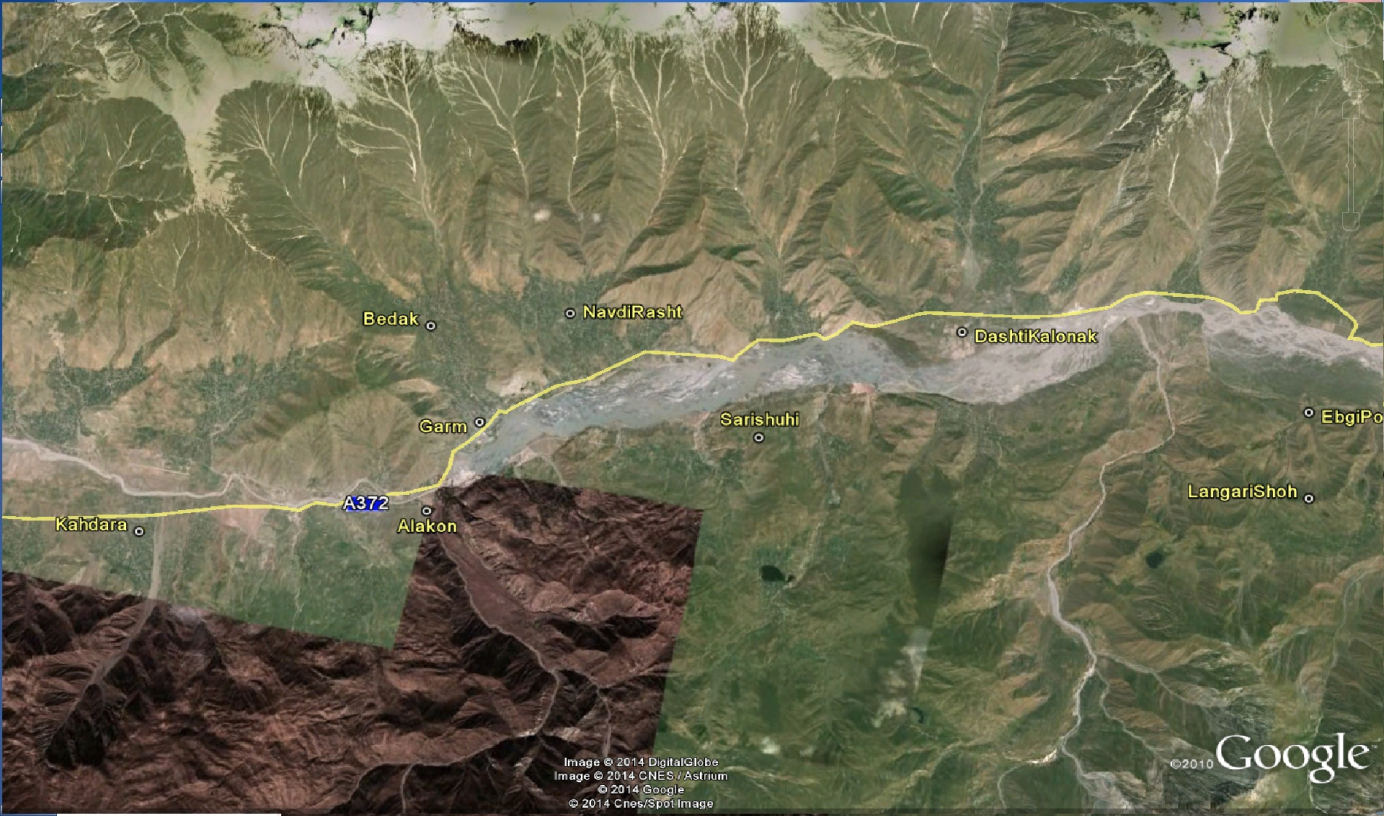 Bedak
NavdiRasht
DashtiKalonak
Garm
Sarishuhi
EbgiPo
LangariShoh
A372
Kahdara
Alakon
Image © 2014 DigitalGlobe
Image © 2014 CNES / Astrium
© 2014 Google
© 2014 Cnes/Spot Image
©2010 Google